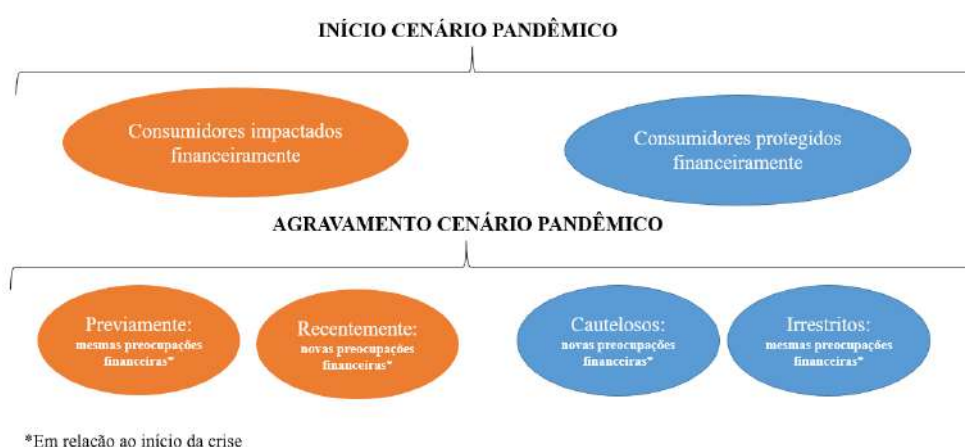 INÍCIO CENÁRIO PANDÊMICO
Consumidores impactados
financeiramente
Consumidores protegidos
financeiramente
AGRAVAMENTO CENÁRIO PANDÊMICO
Previamente:
mesmas preocupações
financeiras*
Recentemente:
novas preocupações
financeiras*
Cautelosos:
novas preocupações
financeiras*
Irrestritos:
mesmas preocupações
financeiras*
*Em relação ao início da crise